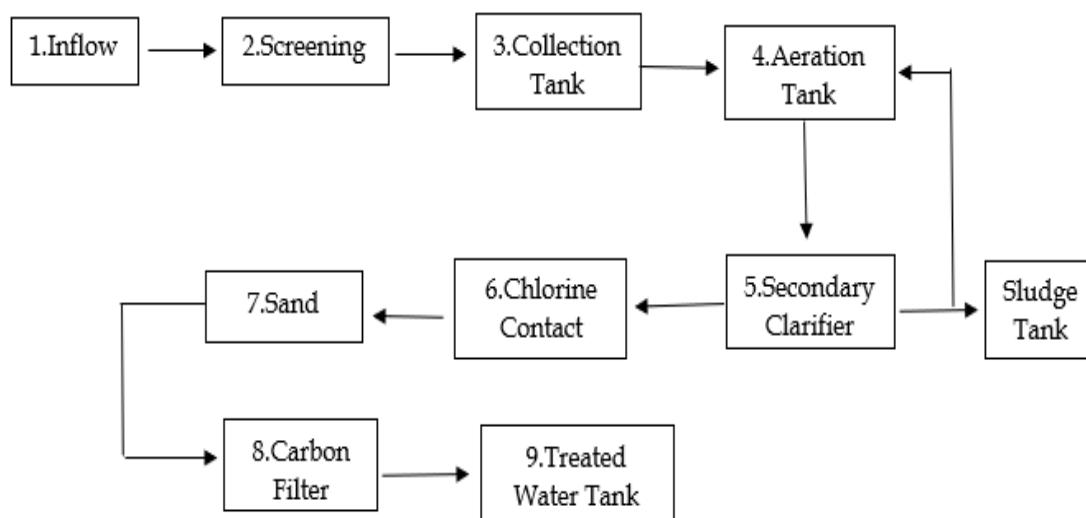 1.Inflow
2.Screening
3.Collection
Tank
4.Aeration
Tank
5.Secondary
Clarifier
Sludge
Tank
6.Chlorine
Contact
7.Sand
8.Carbon
Filter
9.Treated
Water Tank